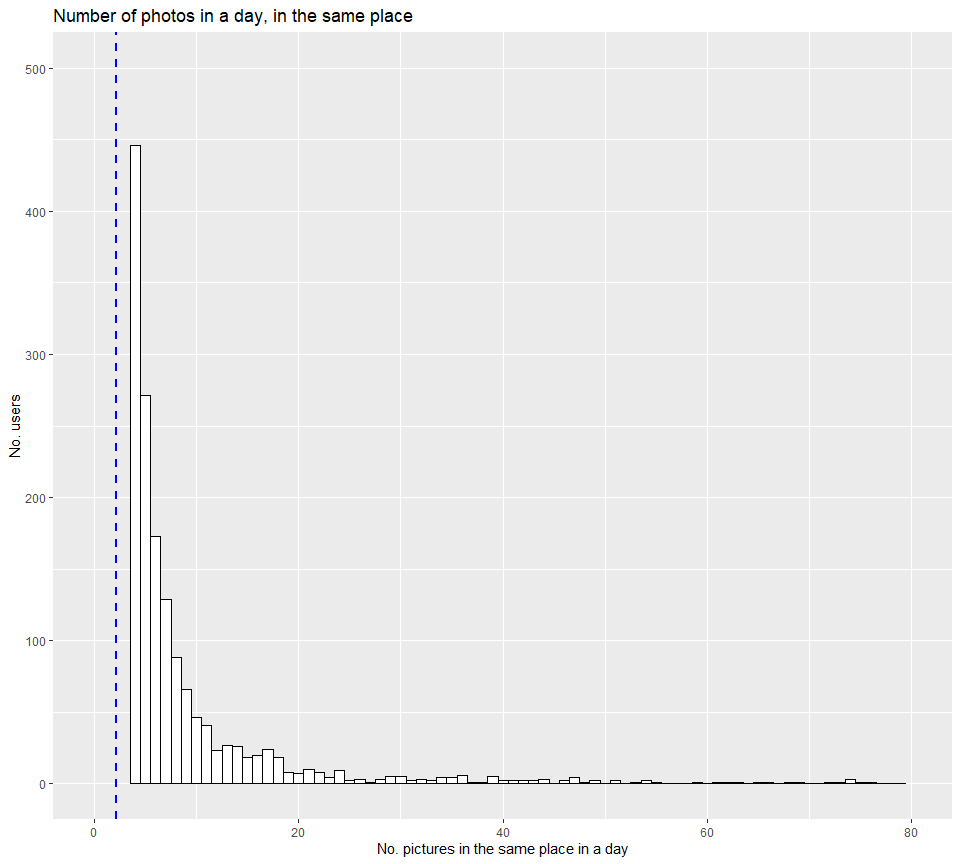 Number of photos in a day, in the same place
500
400
300
200
100
0
No. users
0 20 40 60 80
No. pictures in the same place in a day